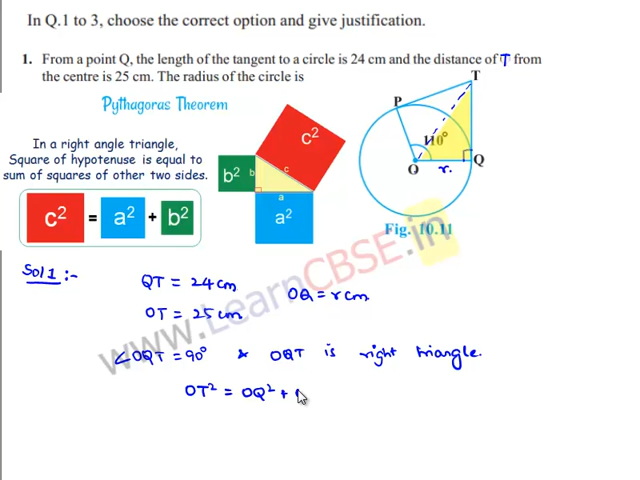 In Q.1 to 3, choose the correct option and give justification.
1. From a point Q, the length of the tangent to a circle is 24 cm and the distance of T from
the centre is 25 cm. The radius of the circle is
Pythagoras Theorem
In a right angle triangle,
Square of hypotenuse is equal to
sum of squares of other two sides.
c² = a² + b²
c²
b² b c
a
a²
T
P
110°
O r. Q
Fig. 10.11
www.LearnCBSE.in
Sol 1 :-
QT = 24 cm
OQ = r cm
OT = 25 cm
∠OQT = 90° & OQT is right triangle.
OT² = OQ² +